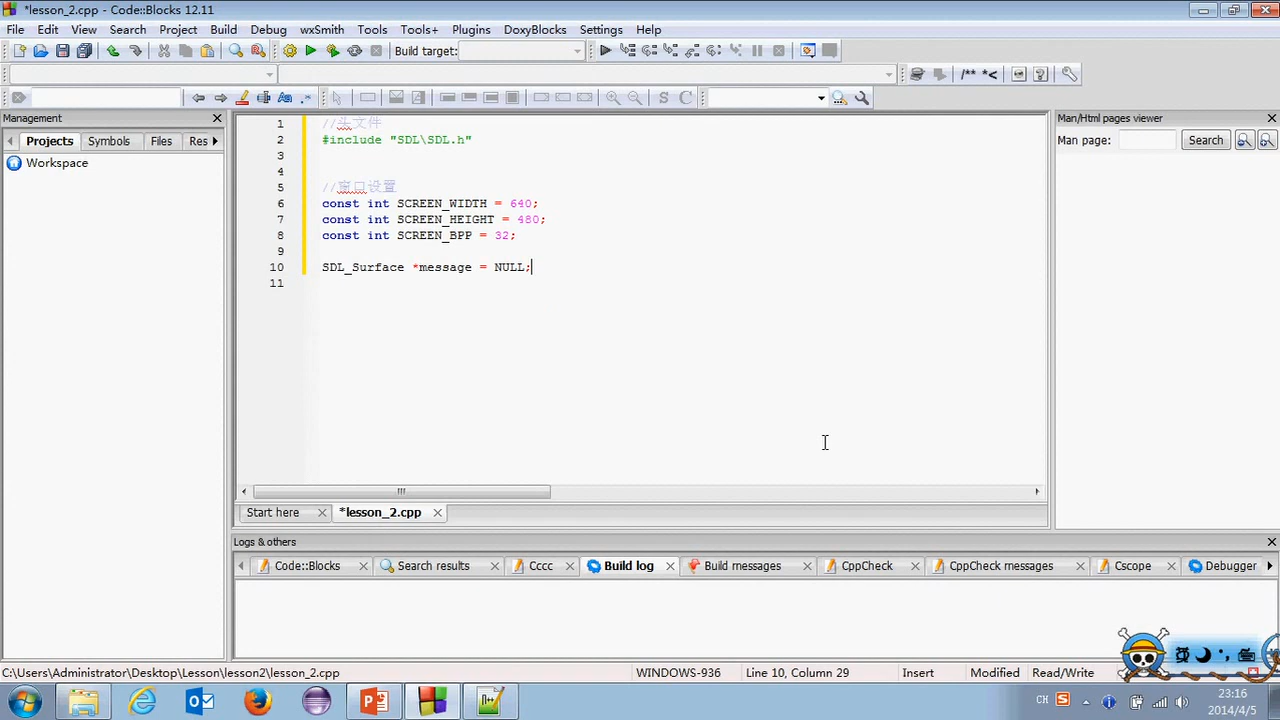 *lesson_2.cpp - Code::Blocks 12.11
File Edit View Search Project Build Debug wxSmith Tools Tools+ Plugins DoxyBlocks Settings Help
Build target:
/** *<
Management
Man/Html pages viewer
Projects Symbols Files Res
Man page: Search
Workspace
1 //头文件
2 #include "SDL\SDL.h"
3
4
5 //窗口设置
6 const int SCREEN_WIDTH = 640;
7 const int SCREEN_HEIGHT = 480;
8 const int SCREEN_BPP = 32;
9
10 SDL_Surface *message = NULL;
11
Start here *lesson_2.cpp
Logs & others
Code::Blocks Search results Cccc Build log Build messages CppCheck CppCheck messages Cscope Debugger
C:\Users\Administrator\Desktop\Lesson\lesson2\lesson_2.cpp WINDOWS-936 Line 10, Column 29 Insert Modified Read/Write
英
CH
23:16
2014/4/5